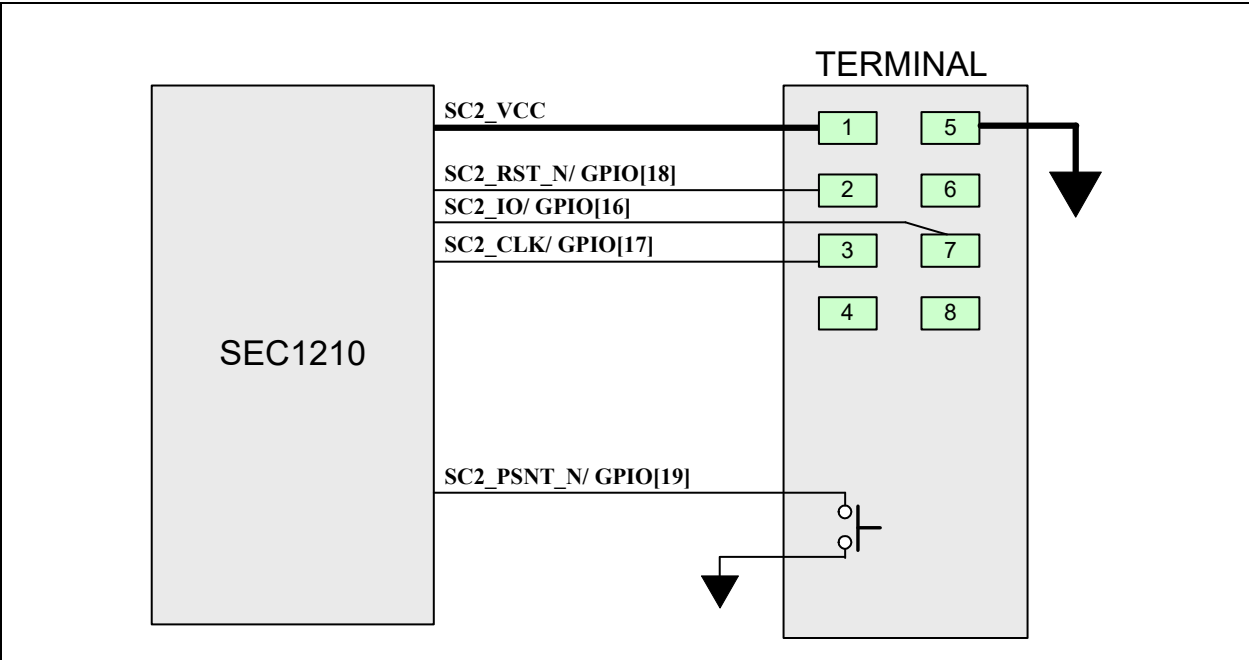 TERMINAL
SC2_VCC
1 5
SC2_RST_N/ GPIO[18]
2 6
SC2_IO/ GPIO[16]
SC2_CLK/ GPIO[17]
3 7
4 8
SEC1210
SC2_PSNT_N/ GPIO[19]